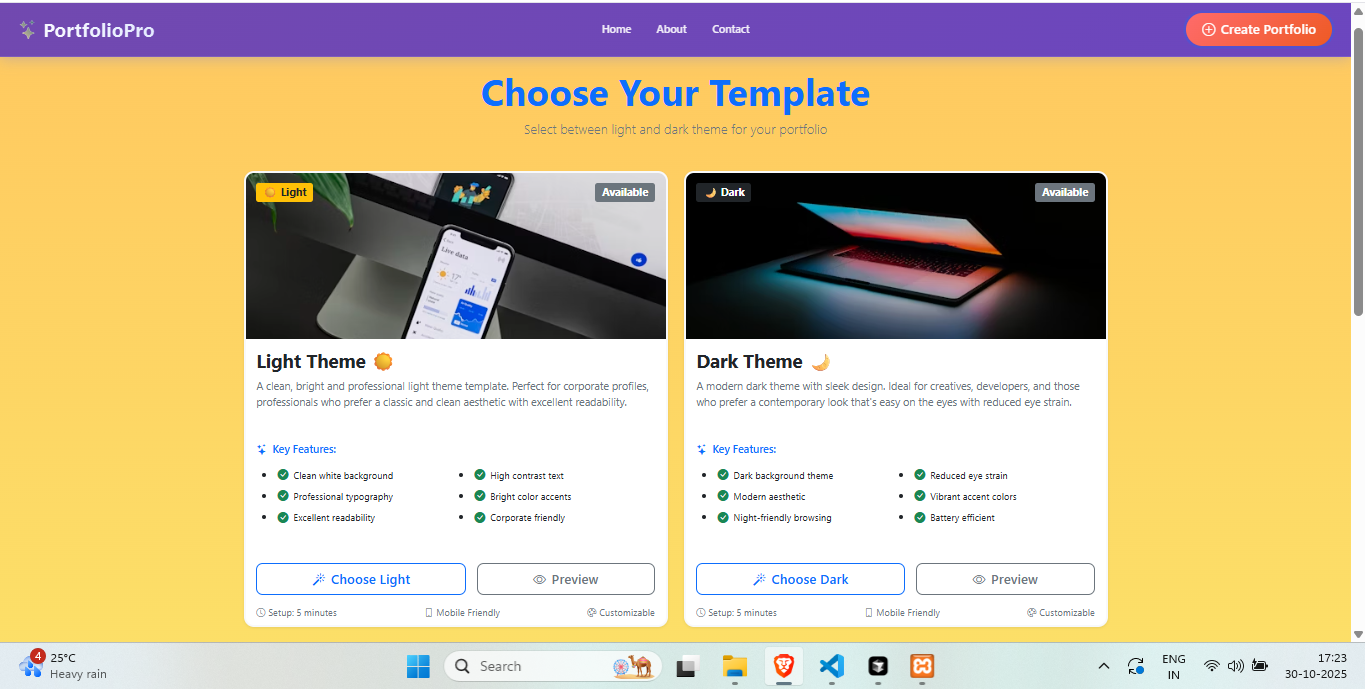 PortfolioPro
Home About Contact
Create Portfolio
Choose Your Template
Select between light and dark theme for your portfolio
Light
Available
Live data
17°
Light Theme
A clean, bright and professional light theme template. Perfect for corporate profiles,
professionals who prefer a classic and clean aesthetic with excellent readability.
Key Features:
Clean white background
High contrast text
Professional typography
Bright color accents
Excellent readability
Corporate friendly
Choose Light
Preview
Setup: 5 minutes
Mobile Friendly
Customizable
Dark
Available
Dark Theme
A modern dark theme with sleek design. Ideal for creatives, developers, and those
who prefer a contemporary look that's easy on the eyes with reduced eye strain.
Key Features:
Dark background theme
Reduced eye strain
Modern aesthetic
Vibrant accent colors
Night-friendly browsing
Battery efficient
Choose Dark
Preview
Setup: 5 minutes
Mobile Friendly
Customizable
4
25°C
Heavy rain
Search
ENG
IN
17:23
30-10-2025